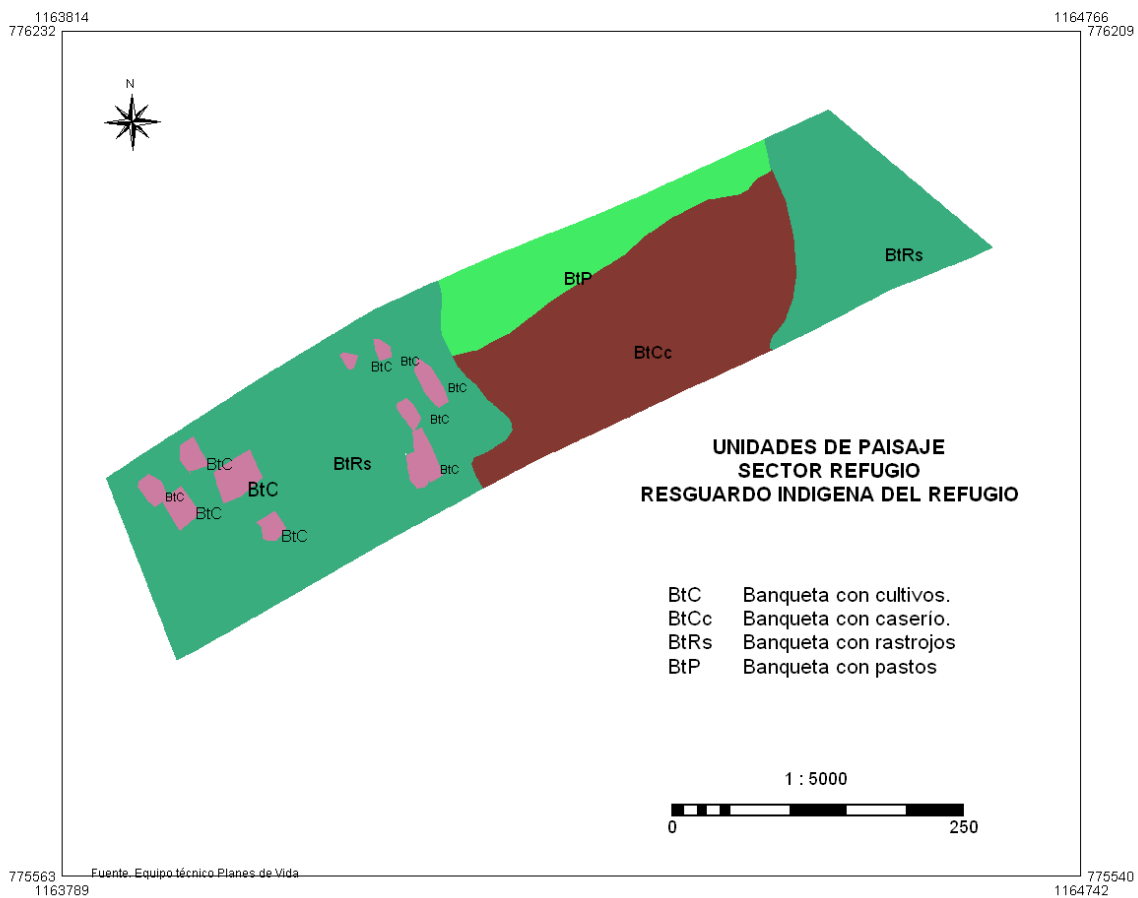 1163814
1164766
776232
776209
N
BtRs
BtP
BtCc
BtC
BtC
BtC
BtC
BtC
BtRs
BtC
BtC
BtC
BtC
BtC
UNIDADES DE PAISAJE
SECTOR REFUGIO
RESGUARDO INDIGENA DEL REFUGIO
BtC Banqueta con cultivos.
BtCc Banqueta con caserío.
BtRs Banqueta con rastrojos
BtP Banqueta con pastos
1 : 5000
0 250
Fuente. Equipo técnico Planes de Vida
775563
775540
1163789
1164742